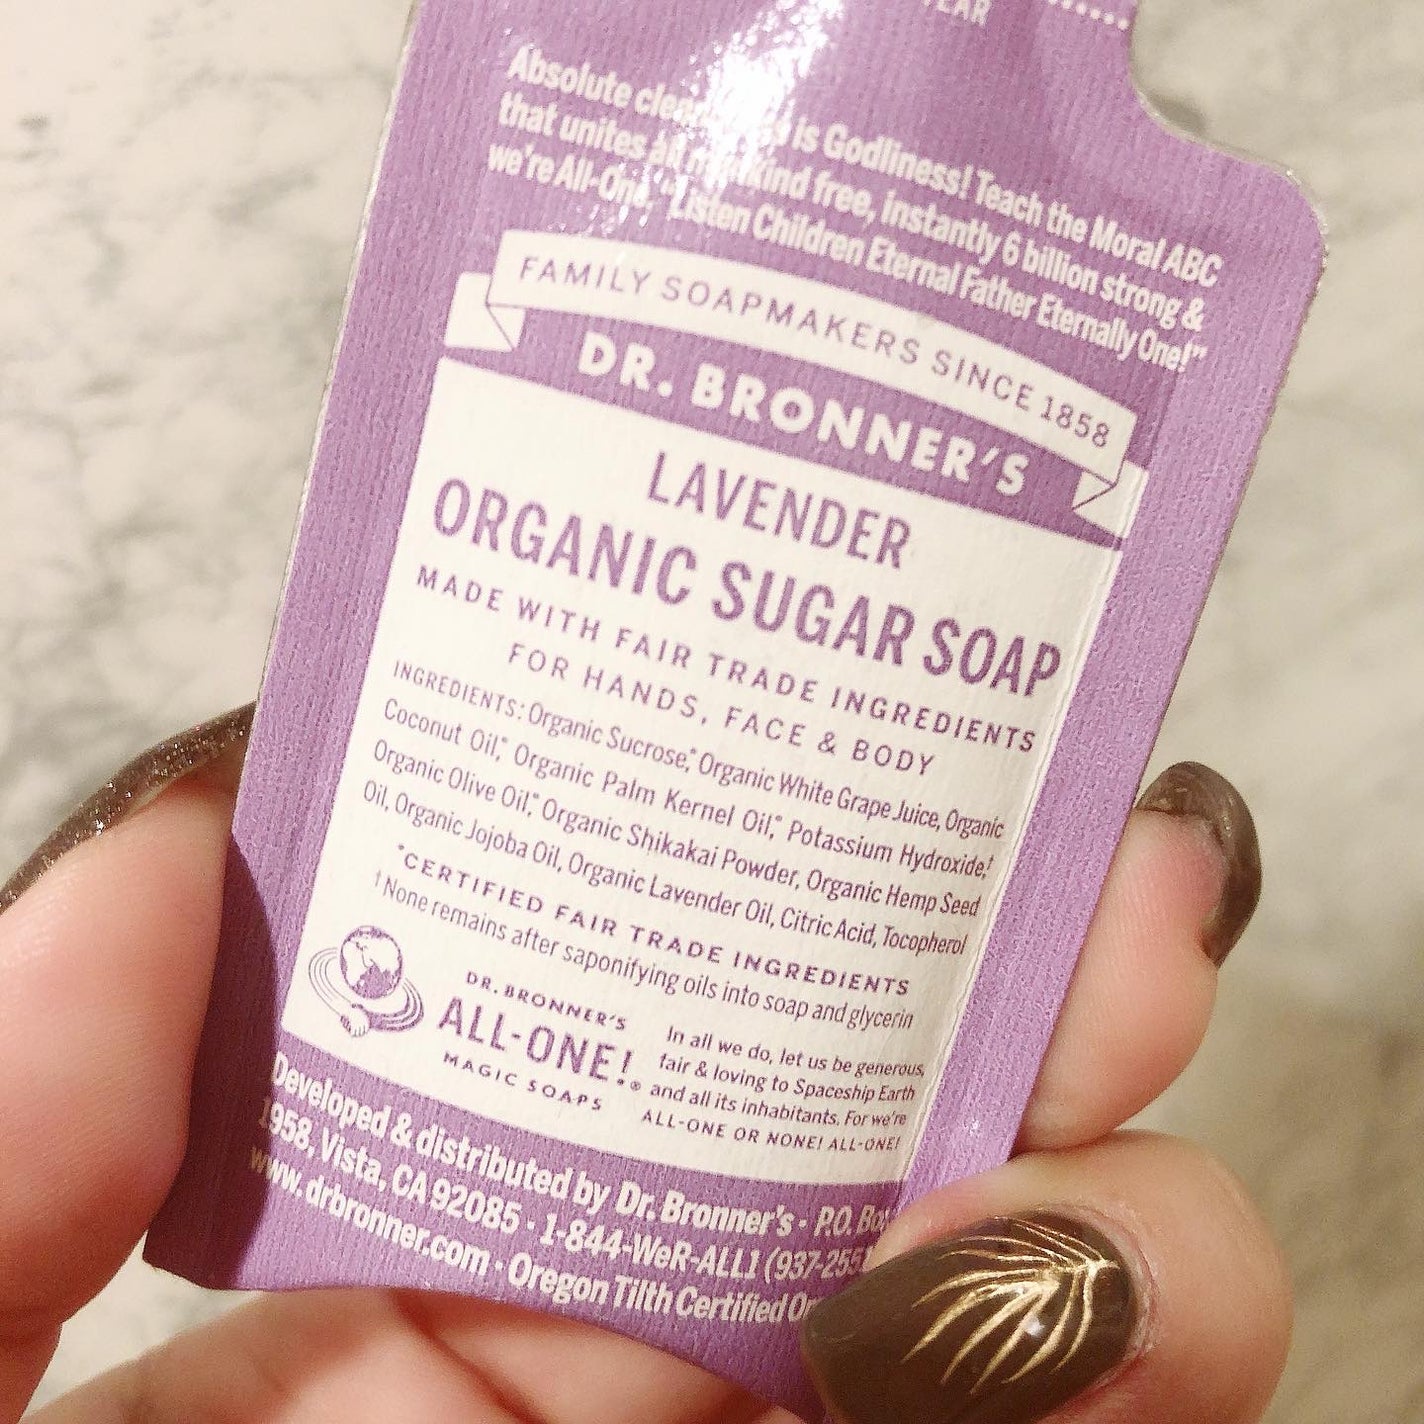 Absolute cleanliness is Godliness! Teach the Moral ABC
that unites all mankind free, instantly 6 billion strong &
we're All-One. "Listen Children Eternal Father Eternally One!"
FAMILY SOAPMAKERS SINCE 1858
DR. BRONNER'S
LAVENDER
ORGANIC SUGAR SOAP
MADE WITH FAIR TRADE INGREDIENTS
FOR HANDS, FACE & BODY
INGREDIENTS: Organic Sucrose,* Organic White Grape Juice, Organic
Coconut Oil,* Organic Palm Kernel Oil,* Potassium Hydroxide,†
Organic Olive Oil,* Organic Shikakai Powder, Organic Hemp Seed
Oil, Organic Jojoba Oil, Organic Lavender Oil, Citric Acid, Tocopherol
*CERTIFIED FAIR TRADE INGREDIENTS
†None remains after saponifying oils into soap and glycerin
DR. BRONNER'S
ALL-ONE!®
MAGIC SOAPS
In all we do, let us be generous,
fair & loving to Spaceship Earth
and all its inhabitants. For we're
ALL-ONE OR NONE! ALL-ONE!
Developed & distributed by Dr. Bronner's · P.O. Box
1958, Vista, CA 92085 · 1-844-WeR-ALL1 (937-255
www.drbronner.com · Oregon Tilth Certified